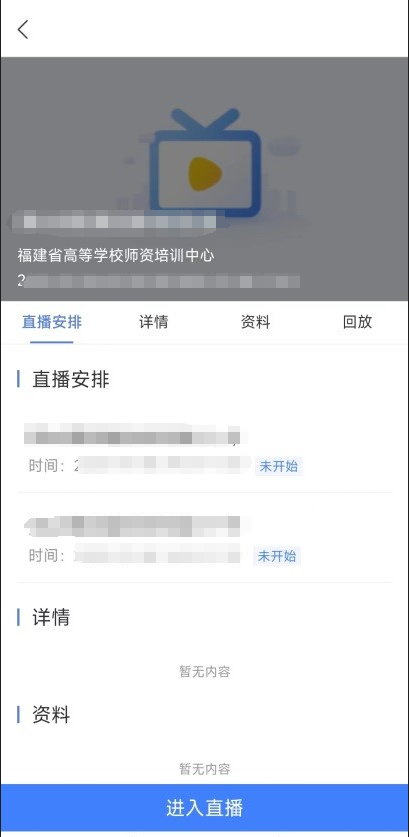 福建省高等学校师资培训中心
直播安排 详情 资料 回放
直播安排
时间：
未开始
时间：
未开始
详情
暂无内容
资料
暂无内容
进入直播